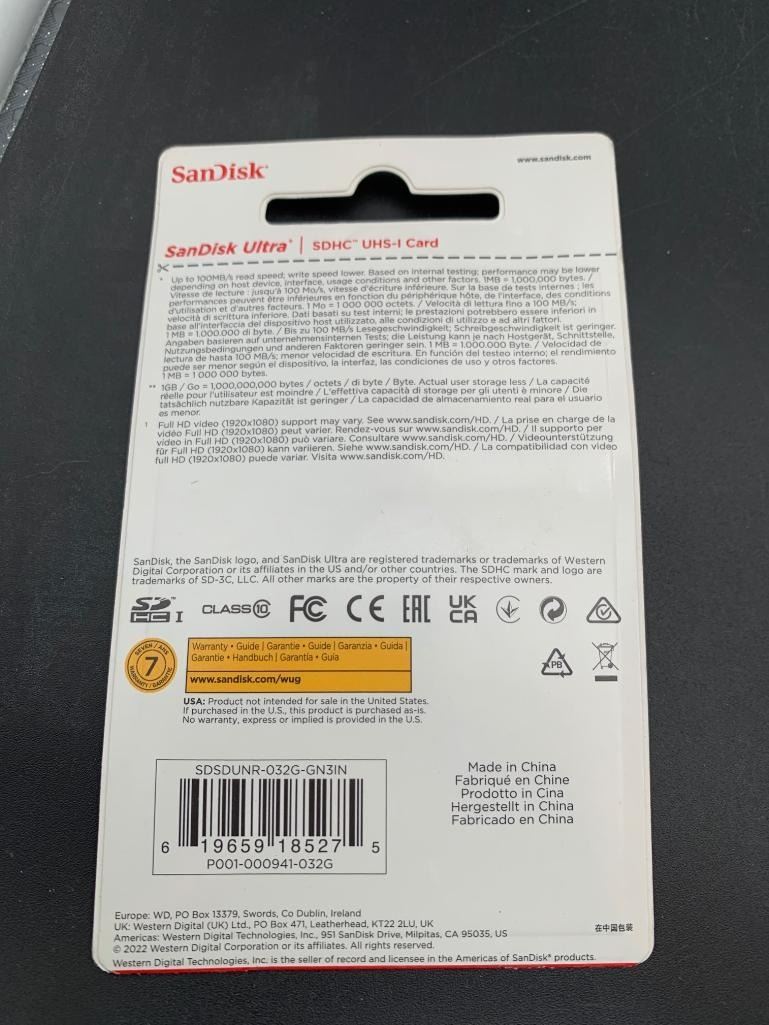 SanDisk®
www.sandisk.com
SanDisk Ultra® | SDHC™ UHS-I Card
* Up to 100MB/s read speed; write speed lower. Based on internal testing; performance may be lower
depending on host device, interface, usage conditions and other factors. 1MB = 1,000,000 bytes. /
Vitesse de lecture : jusqu'à 100 Mo/s, vitesse d'écriture inférieure. Sur la base de tests internes ; les
performances peuvent être inférieures en fonction du périphérique hôte, de l'interface, des conditions
d'utilisation et d'autres facteurs. 1 Mo = 1 000 000 octets. / Velocità di lettura fino a 100 MB/s;
velocità di scrittura inferiore. Dati basati su test interni; le prestazioni potrebbero essere inferiori in
base all'interfaccia del dispositivo host utilizzato, alle condizioni di utilizzo e ad altri fattori.
1 MB = 1.000.000 di byte. / Bis zu 100 MB/s Lesegeschwindigkeit; Schreibgeschwindigkeit ist geringer.
Angaben basieren auf unternehmensinternen Tests; die Leistung kann je nach Hostgerät, Schnittstelle,
Nutzungsbedingungen und anderen Faktoren geringer sein. 1 MB = 1.000.000 Byte. / Velocidad de
lectura de hasta 100 MB/s; menor velocidad de escritura. En función del testeo interno; el rendimiento
puede ser menor según el dispositivo, la interfaz, las condiciones de uso y otros factores.
1 MB = 1 000 000 bytes.
** 1GB / Go = 1,000,000,000 bytes / octets / di byte / Byte. Actual user storage less / La capacité
réelle pour l'utilisateur est moindre / L'effettiva capacità di storage per gli utenti è minore / Die
tatsächlich nutzbare Kapazität ist geringer / La capacidad de almacenamiento real para el usuario
es menor.
1 Full HD video (1920x1080) support may vary. See www.sandisk.com/HD. / La prise en charge de la
vidéo Full HD (1920x1080) peut varier. Rendez-vous sur www.sandisk.com/HD. / Il supporto per
video in Full HD (1920x1080) può variare. Consultare www.sandisk.com/HD. / Videounterstützung
für Full HD (1920x1080) kann variieren. Siehe www.sandisk.com/HD. / La compatibilidad con video
full HD (1920x1080) puede variar. Visita www.sandisk.com/HD.
SanDisk, the SanDisk logo, and SanDisk Ultra are registered trademarks or trademarks of Western
Digital Corporation or its affiliates in the US and/or other countries. The SDHC mark and logo are
trademarks of SD-3C, LLC. All other marks are the property of their respective owners.
SD HC I CLASS 10 FC CE EAC UK CA
SEVEN / ANS
7
WARRANTY / GARANTIE
Warranty • Guide | Garantie • Guide | Garanzia • Guida |
Garantie • Handbuch | Garantía • Guía
www.sandisk.com/wug
PB
USA: Product not intended for sale in the United States.
If purchased in the U.S., this product is purchased as-is.
No warranty, express or implied is provided in the U.S.
SDSDUNR-032G-GN3IN
6 19659 18527 5
P001-000941-032G
Made in China
Fabriqué en Chine
Prodotto in Cina
Hergestellt in China
Fabricado en China
Europe: WD, PO Box 13379, Swords, Co Dublin, Ireland
UK: Western Digital (UK) Ltd., PO Box 471, Leatherhead, KT22 2LU, UK
Americas: Western Digital Technologies, Inc., 951 SanDisk Drive, Milpitas, CA 95035, US
© 2022 Western Digital Corporation or its affiliates. All rights reserved.
Western Digital Technologies, Inc. is the seller of record and licensee in the Americas of SanDisk® products.
在中国包装